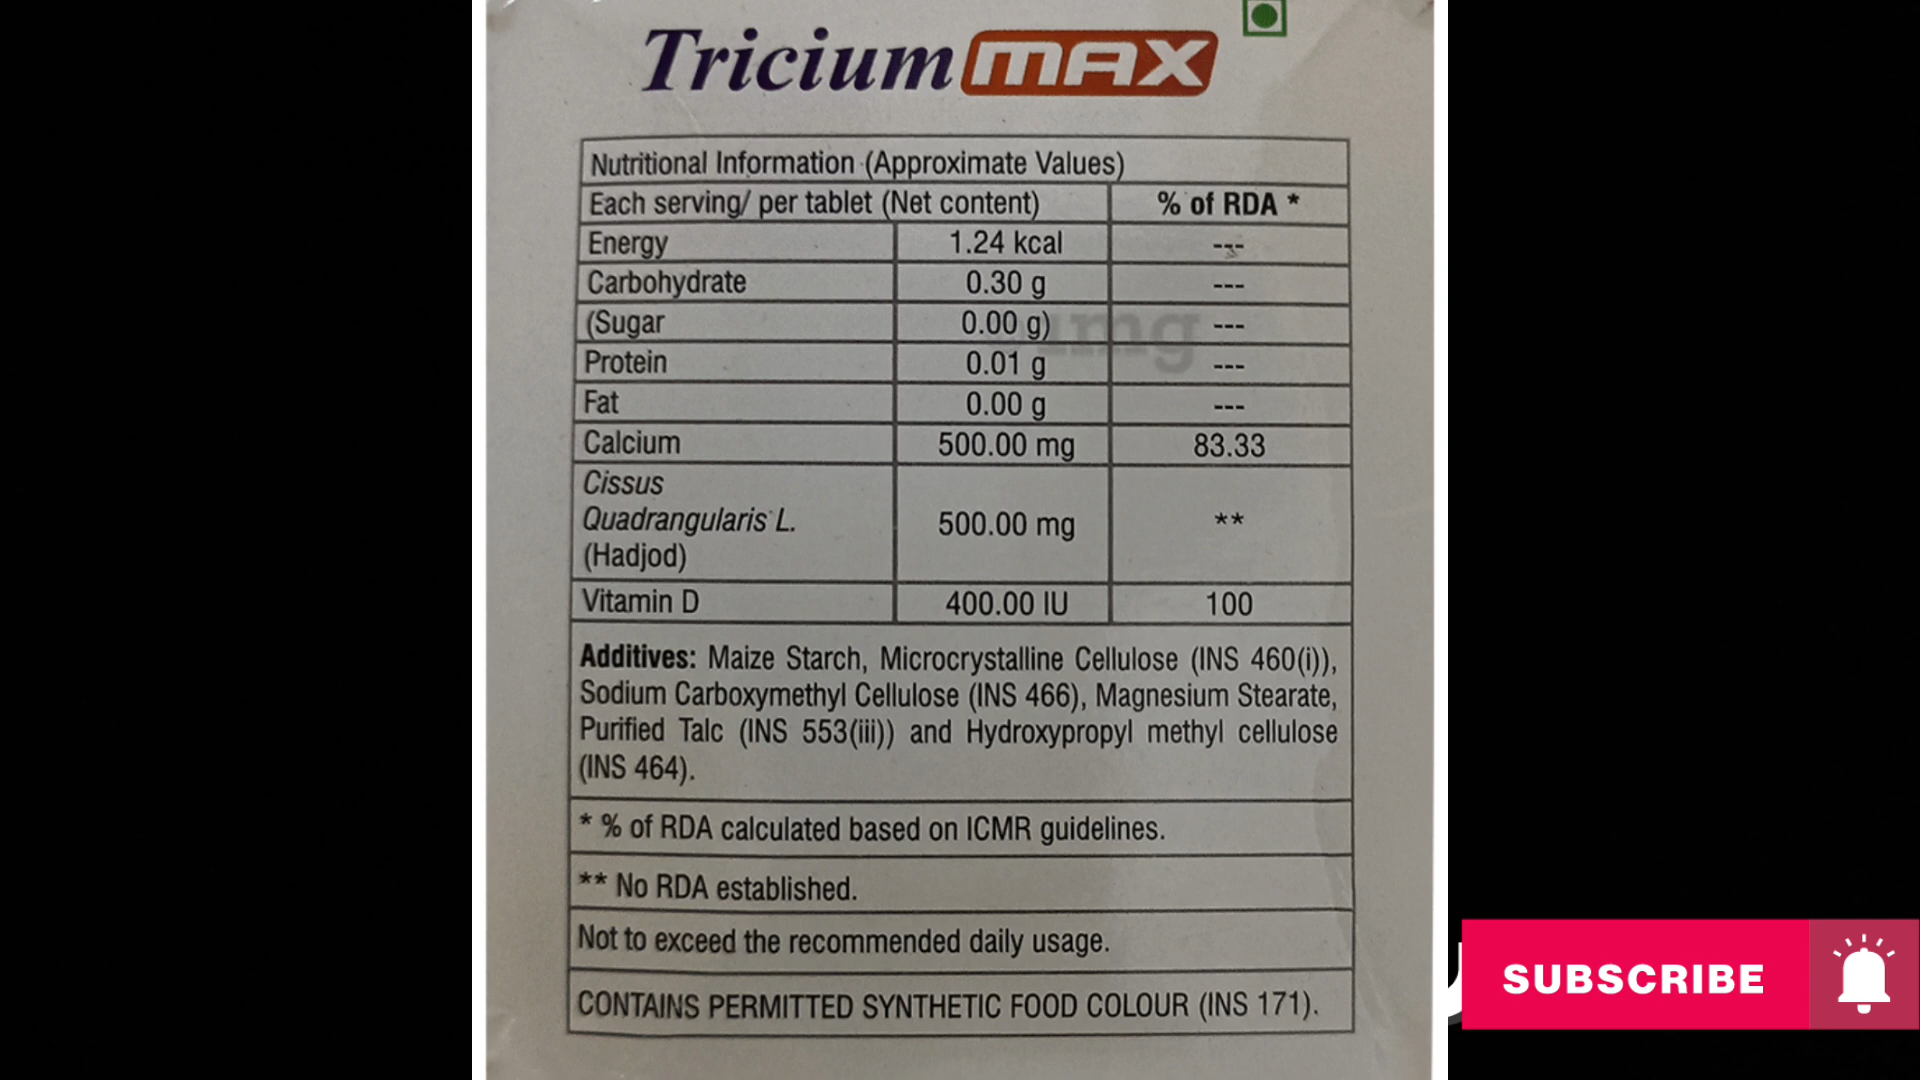 Tricium MAX
Nutritional Information (Approximate Values)
Each serving/ per tablet (Net content) % of RDA *
Energy 1.24 kcal ---
Carbohydrate 0.30 g ---
(Sugar 0.00 g) ---
Protein 0.01 g ---
Fat 0.00 g ---
Calcium 500.00 mg 83.33
Cissus
Quadrangularis L. 500.00 mg **
(Hadjod)
Vitamin D 400.00 IU 100
Additives: Maize Starch, Microcrystalline Cellulose (INS 460(i)),
Sodium Carboxymethyl Cellulose (INS 466), Magnesium Stearate,
Purified Talc (INS 553(iii)) and Hydroxypropyl methyl cellulose
(INS 464).
* % of RDA calculated based on ICMR guidelines.
** No RDA established.
Not to exceed the recommended daily usage.
CONTAINS PERMITTED SYNTHETIC FOOD COLOUR (INS 171).
1mg
SUBSCRIBE